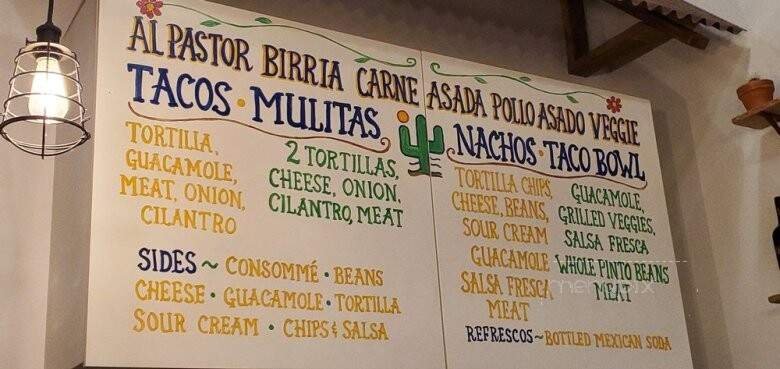 AL PASTOR BIRRIA CARNE ASADA POLLO ASADO VEGGIE
TACOS · MULITAS
NACHOS · TACO BOWL
TORTILLA,
GUACAMOLE,
MEAT, ONION,
CILANTRO
2 TORTILLAS,
CHEESE, ONION,
CILANTRO, MEAT
TORTILLA CHIPS,
CHEESE, BEANS,
SOUR CREAM
GUACAMOLE
SALSA FRESCA
MEAT
GUACAMOLE,
GRILLED VEGGIES,
SALSA FRESCA
WHOLE PINTO BEANS
MEAT
SIDES ~ CONSOMMÉ · BEANS
CHEESE · GUACAMOLE · TORTILLA
SOUR CREAM · CHIPS & SALSA
REFRESCOS ~ BOTTLED MEXICAN SODA